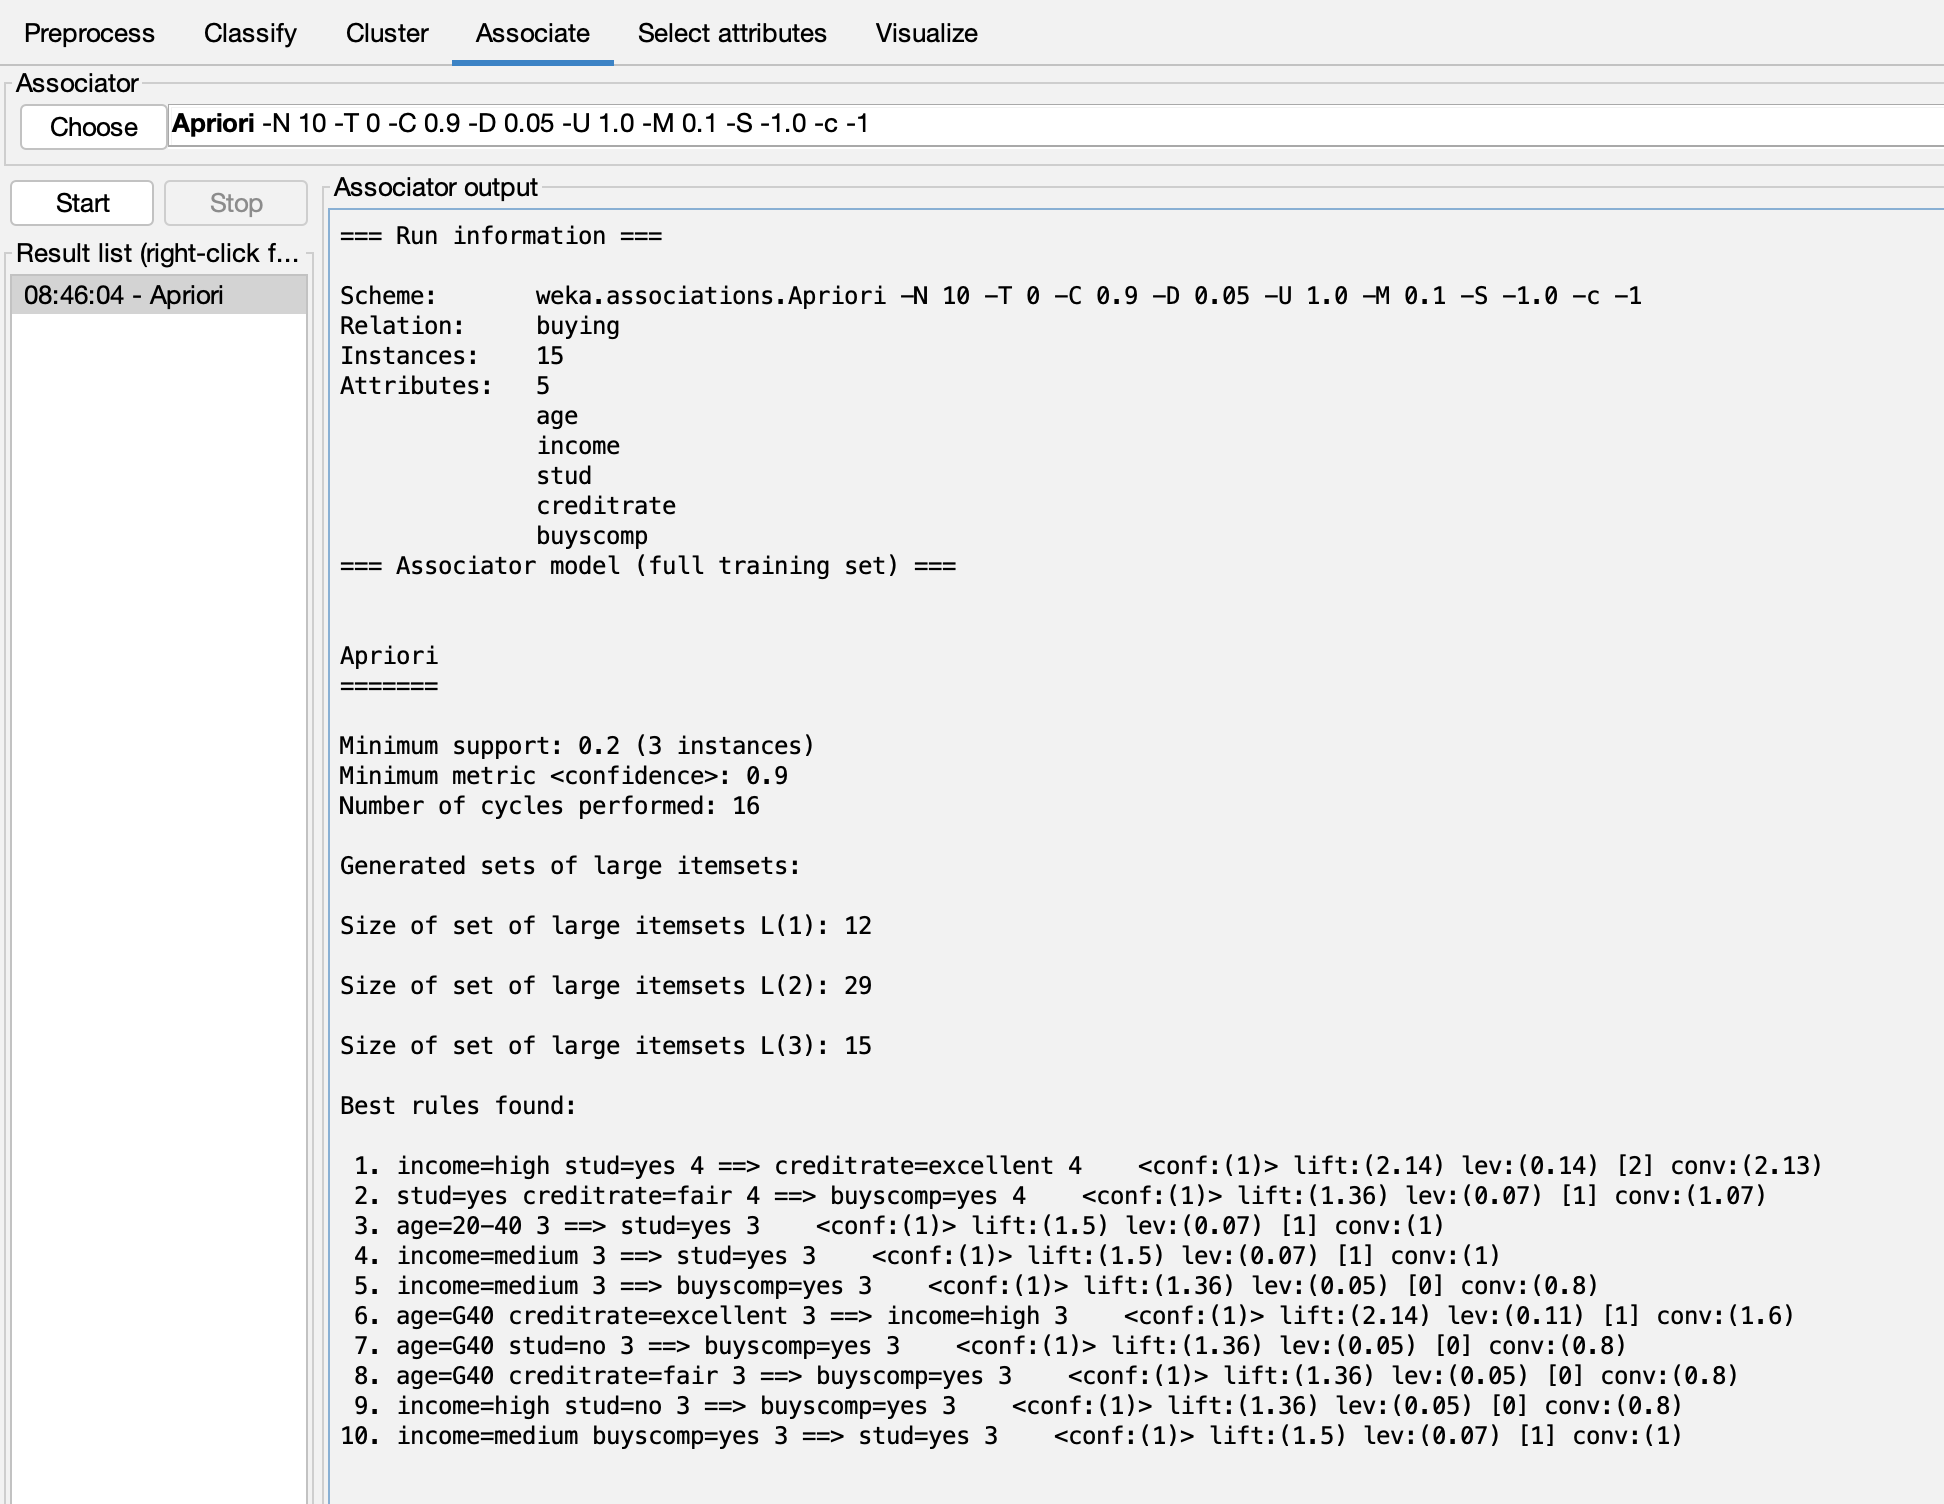 Preprocess Classify Cluster Associate Select attributes Visualize
Associator
Choose Apriori -N 10 -T 0 -C 0.9 -D 0.05 -U 1.0 -M 0.1 -S -1.0 -c -1
Start Stop
Result list (right-click f...
08:46:04 - Apriori
Associator output
=== Run information ===
Scheme: weka.associations.Apriori -N 10 -T 0 -C 0.9 -D 0.05 -U 1.0 -M 0.1 -S -1.0 -c -1
Relation: buying
Instances: 15
Attributes: 5
age
income
stud
creditrate
buyscomp
=== Associator model (full training set) ===
Apriori
=======
Minimum support: 0.2 (3 instances)
Minimum metric <confidence>: 0.9
Number of cycles performed: 16
Generated sets of large itemsets:
Size of set of large itemsets L(1): 12
Size of set of large itemsets L(2): 29
Size of set of large itemsets L(3): 15
Best rules found:
1. income=high stud=yes 4 ==> creditrate=excellent 4 <conf:(1)> lift:(2.14) lev:(0.14) [2] conv:(2.13)
2. stud=yes creditrate=fair 4 ==> buyscomp=yes 4 <conf:(1)> lift:(1.36) lev:(0.07) [1] conv:(1.07)
3. age=20-40 3 ==> stud=yes 3 <conf:(1)> lift:(1.5) lev:(0.07) [1] conv:(1)
4. income=medium 3 ==> stud=yes 3 <conf:(1)> lift:(1.5) lev:(0.07) [1] conv:(1)
5. income=medium 3 ==> buyscomp=yes 3 <conf:(1)> lift:(1.36) lev:(0.05) [0] conv:(0.8)
6. age=G40 creditrate=excellent 3 ==> income=high 3 <conf:(1)> lift:(2.14) lev:(0.11) [1] conv:(1.6)
7. age=G40 stud=no 3 ==> buyscomp=yes 3 <conf:(1)> lift:(1.36) lev:(0.05) [0] conv:(0.8)
8. age=G40 creditrate=fair 3 ==> buyscomp=yes 3 <conf:(1)> lift:(1.36) lev:(0.05) [0] conv:(0.8)
9. income=high stud=no 3 ==> buyscomp=yes 3 <conf:(1)> lift:(1.36) lev:(0.05) [0] conv:(0.8)
10. income=medium buyscomp=yes 3 ==> stud=yes 3 <conf:(1)> lift:(1.5) lev:(0.07) [1] conv:(1)